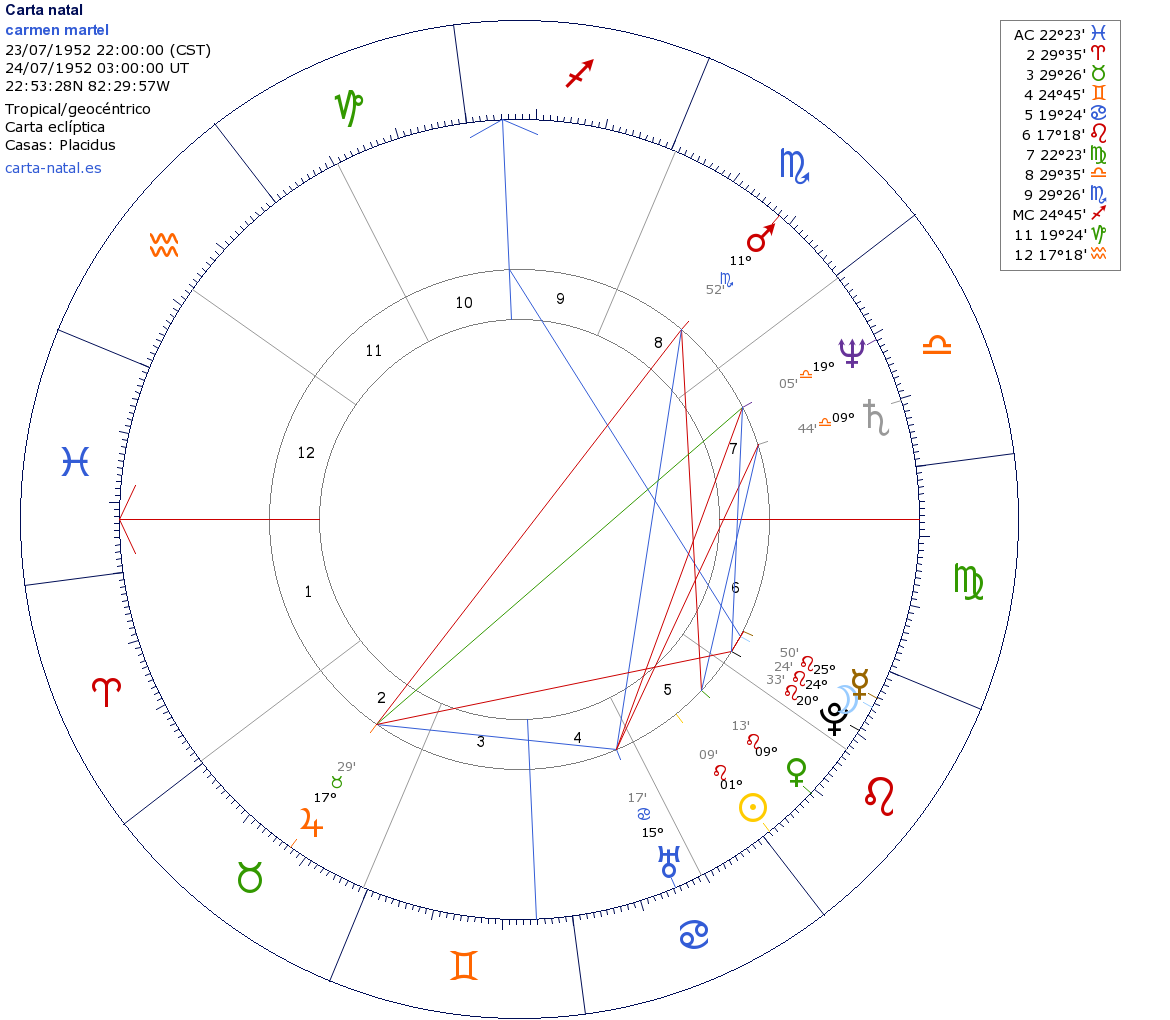 Carta natal
carmen martel
23/07/1952 22:00:00 (CST)
24/07/1952 03:00:00 UT
22:53:28N 82:29:57W
Tropical/geocéntrico
Carta eclíptica
Casas: Placidus
carta-natal.es
AC 22°23' ♓
2 29°35' ♈
3 29°26' ♉
4 24°45' ♊
5 19°24' ♋
6 17°18' ♌
7 22°23' ♍
8 29°35' ♎
9 29°26' ♏
MC 24°45' ♐
11 19°24' ♑
12 17°18' ♒
♐
♑
♏
♒
♂
11°
♏
52'
9
10
8
11
♎
♆
19°
♎
05'
♄
09°
♎
44'
7
12
♓
♍
6
1
50' ♌ 25° ☿
24' ♌ 24° ☽
33' ♌ 20° ♇
♈
5
2
4
3
13'
♌
09°
♀
09'
♌
01°
☉
♌
29'
♉
17°
♃
17'
♋
15°
♅
♉
♋
♊